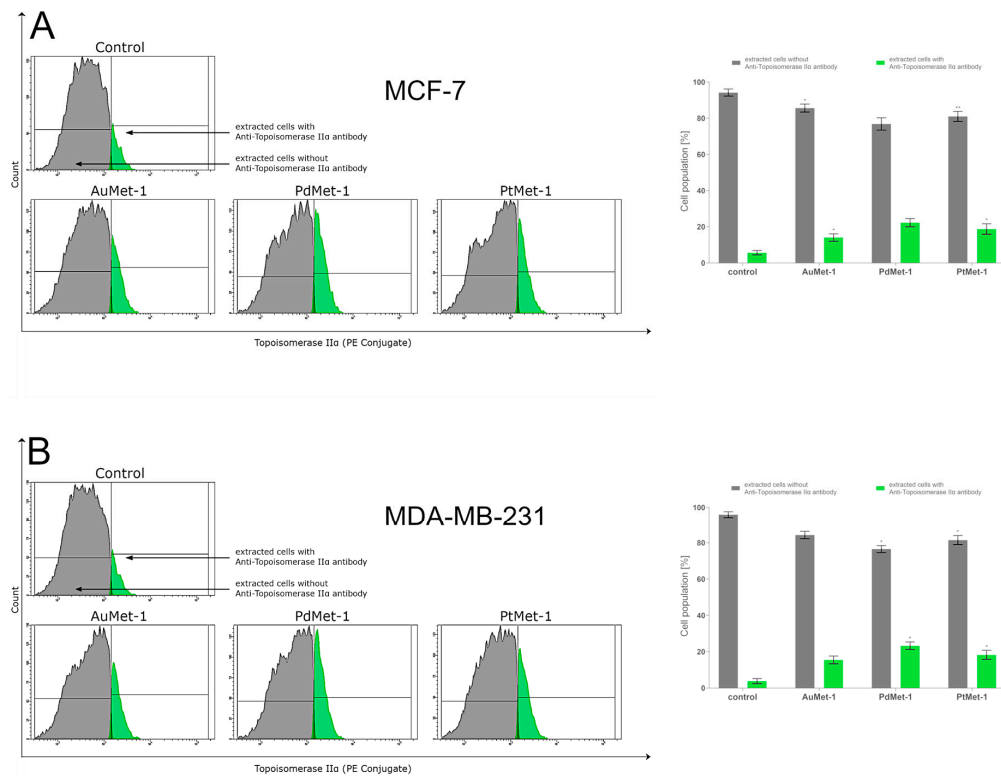 A
Control
MCF-7
extracted cells with
Anti-Topoisomerase IIα antibody
extracted cells without
Anti-Topoisomerase IIα antibody
Count
AuMet-1
PdMet-1
PtMet-1
Topoisomerase IIα (PE Conjugate)
extracted cells without
Anti-Topoisomerase IIα antibody
extracted cells with
Anti-Topoisomerase IIα antibody
Cell population [%]
100
80
60
40
20
0
*
*
**
*
control
AuMet-1
PdMet-1
PtMet-1
B
Control
MDA-MB-231
extracted cells with
Anti-Topoisomerase IIα antibody
extracted cells without
Anti-Topoisomerase IIα antibody
Count
AuMet-1
PdMet-1
PtMet-1
Topoisomerase IIα (PE Conjugate)
extracted cells without
Anti-Topoisomerase IIα antibody
extracted cells with
Anti-Topoisomerase IIα antibody
Cell population [%]
100
80
60
40
20
0
*
*
*
*
control
AuMet-1
PdMet-1
PtMet-1